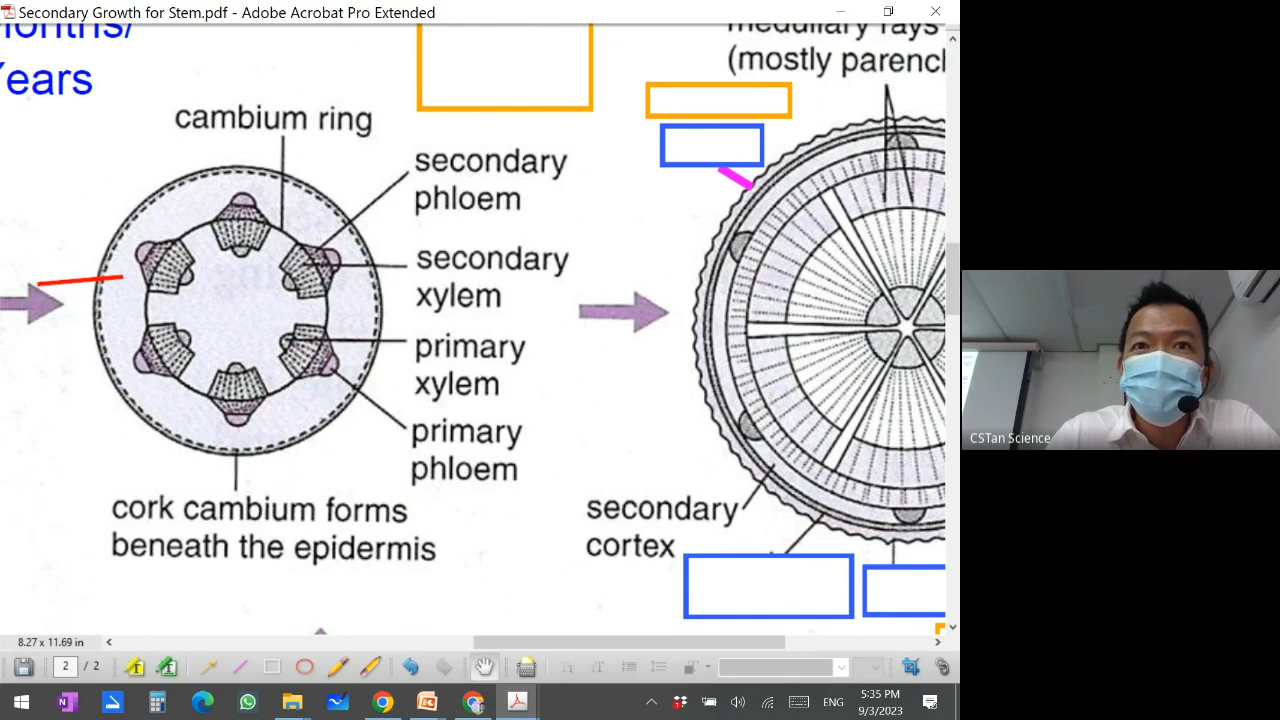 Secondary Growth for Stem.pdf - Adobe Acrobat Pro Extended
Years
cambium ring
secondary
phloem
secondary
xylem
primary
xylem
primary
phloem
cork cambium forms
beneath the epidermis
medullary rays
(mostly parench
secondary
cortex
CSTan Science
8.27 x 11.69 in
2 / 2
ENG
5:35 PM
9/3/2023